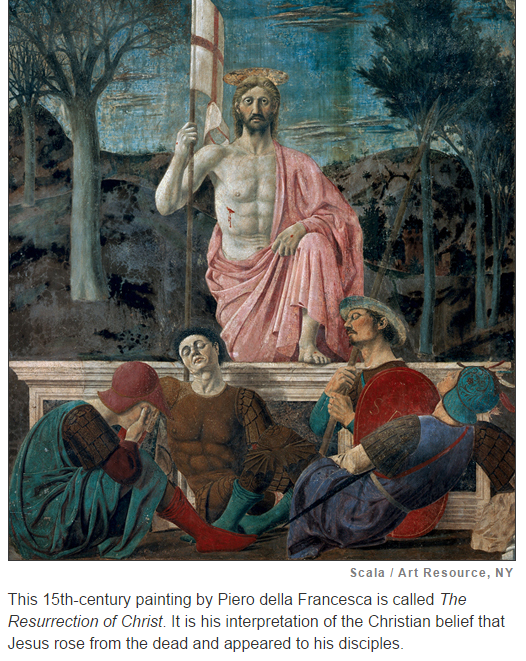 Scala / Art Resource, NY
This 15th-century painting by Piero della Francesca is called The
Resurrection of Christ. It is his interpretation of the Christian belief that
Jesus rose from the dead and appeared to his disciples.